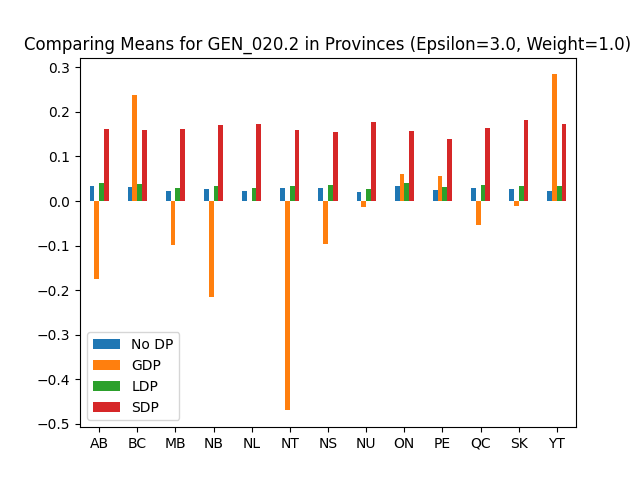 Comparing Means for GEN_020.2 in Provinces (Epsilon=3.0, Weight=1.0)
0.3
0.2
0.1
0.0
−0.1
−0.2
−0.3
−0.4
−0.5
No DP
GDP
LDP
SDP
AB BC MB NB NL NT NS NU ON PE QC SK YT